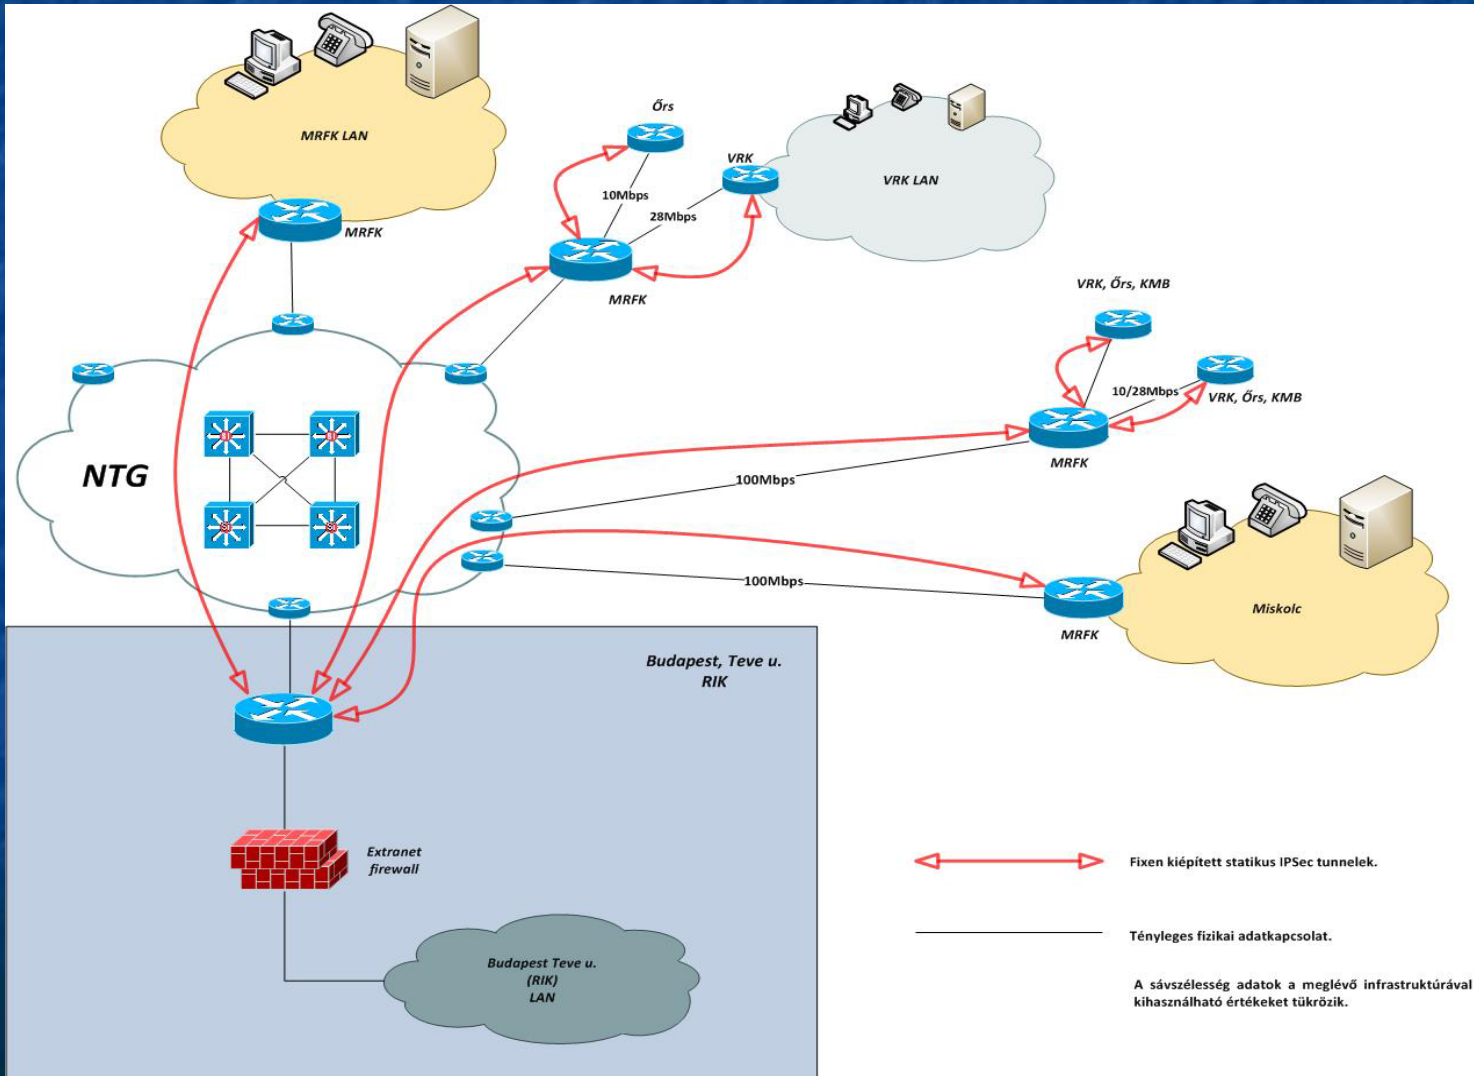 MRFK LAN
MRFK
Őrs
VRK
VRK LAN
10Mbps
28Mbps
MRFK
VRK, Őrs, KMB
10/28Mbps
VRK, Őrs, KMB
MRFK
NTG
100Mbps
100Mbps
Miskolc
MRFK
Budapest, Teve u.
RIK
Extranet
firewall
Budapest Teve u.
(RIK)
LAN
Fixen kiépített statikus IPSec tunnelek.
Tényleges fizikai adatkapcsolat.
A sávszélesség adatok a meglévő infrastruktúrával
kihasználható értékeket tükrözik.